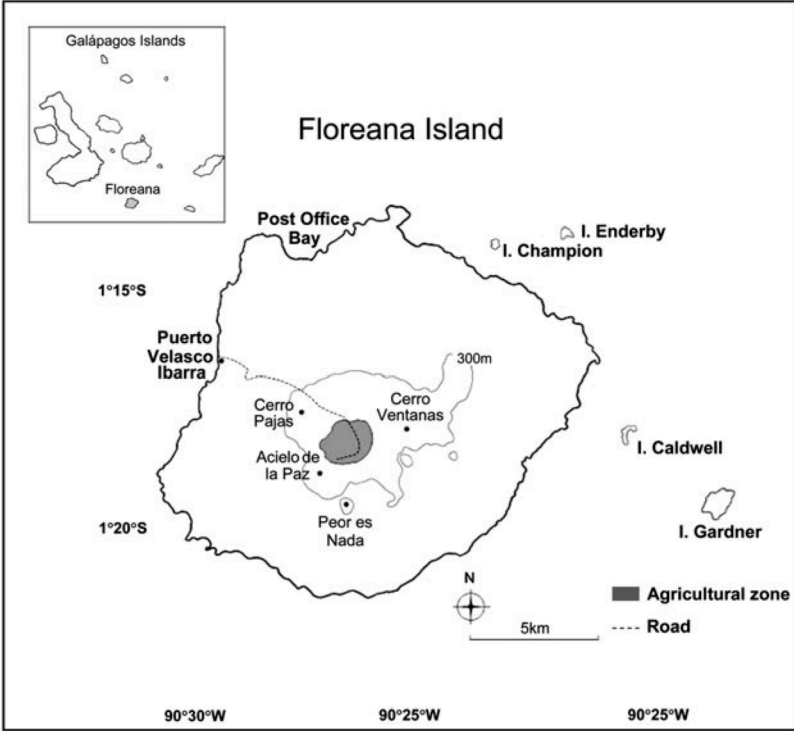 Galápagos Islands
Floreana
Floreana Island
Post Office
Bay
I. Enderby
I. Champion
1°15'S
Puerto
Velasco
Ibarra
300m
Cerro
Pajas
Cerro
Ventanas
Acielo de
la Paz
I. Caldwell
Peor es
Nada
I. Gardner
1°20'S
N
Agricultural zone
5km
Road
90°30'W
90°25'W
90°25'W